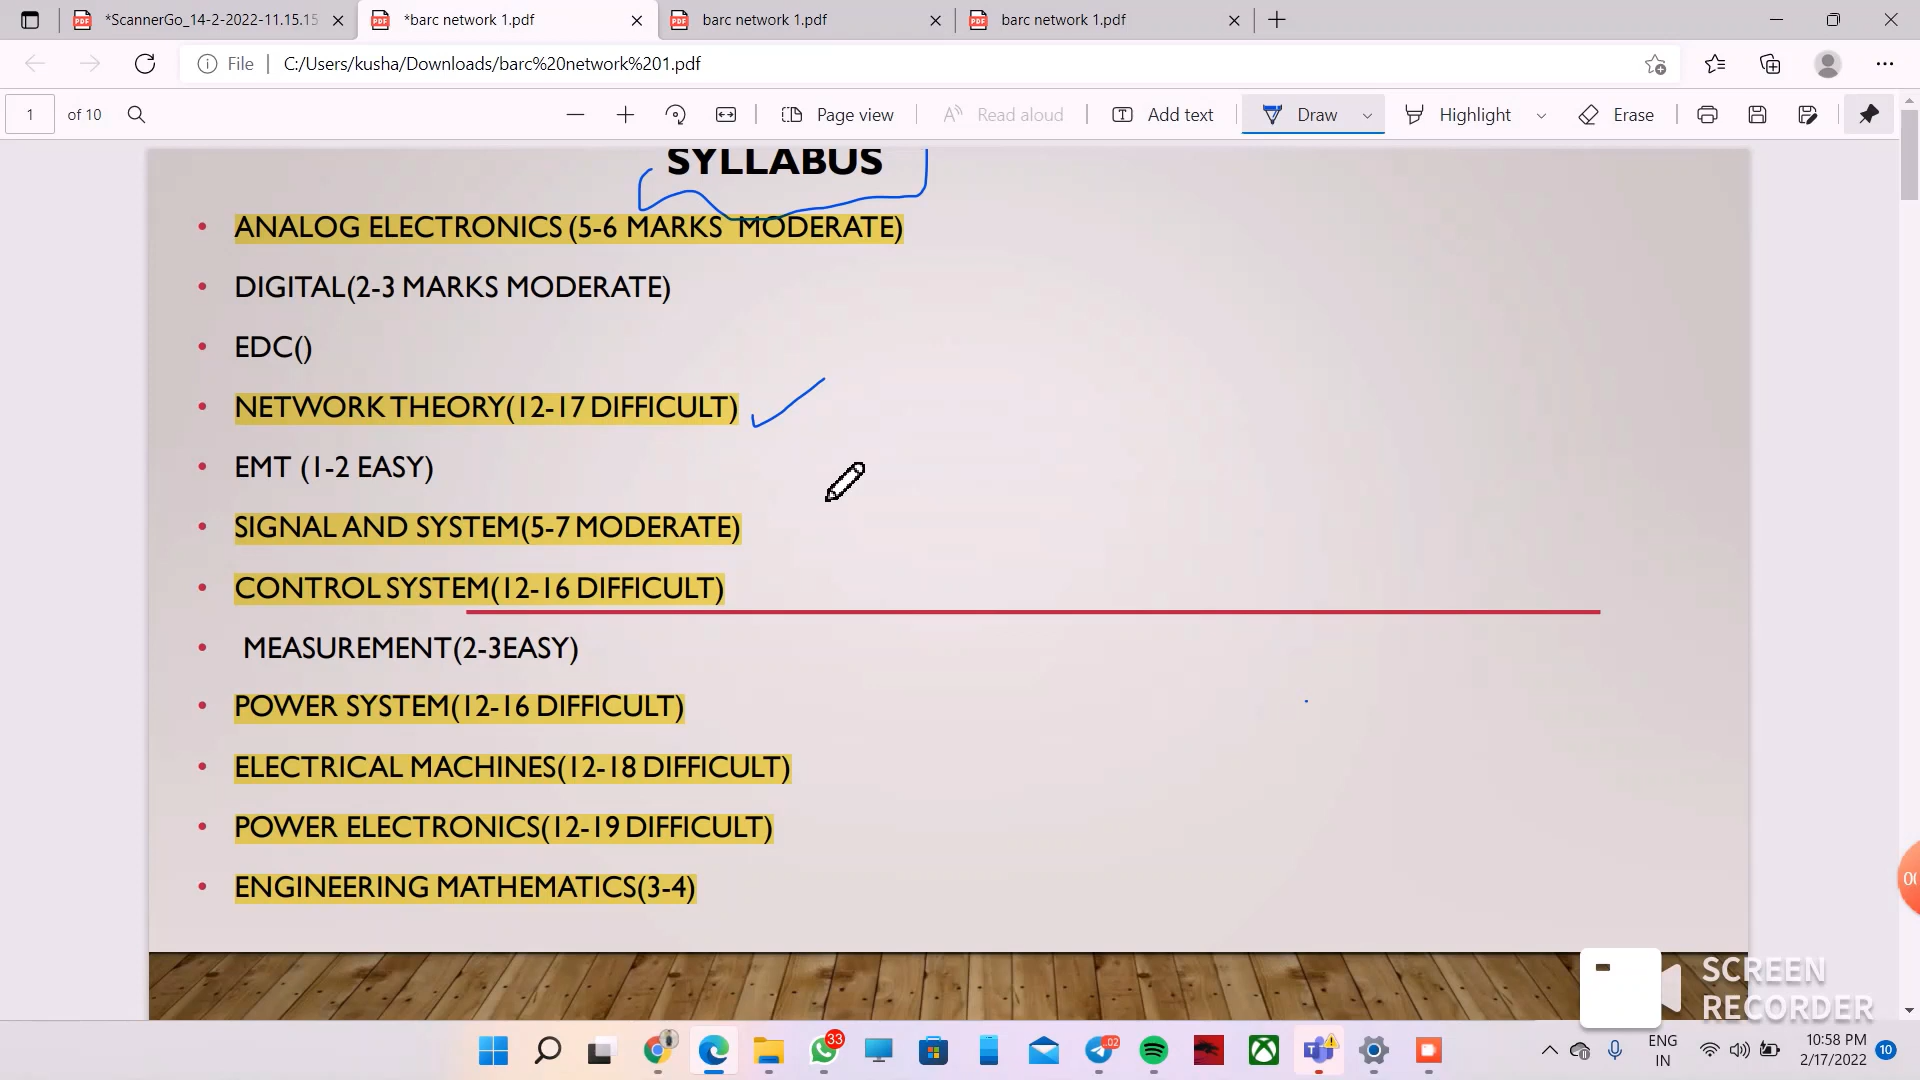 *ScannerGo_14-2-2022-11.15.15
*barc network 1.pdf
barc network 1.pdf
barc network 1.pdf
File
C:/Users/kusha/Downloads/barc%20network%201.pdf
1 of 10
Page view
Read aloud
Add text
Draw
Highlight
Erase
SYLLABUS
• ANALOG ELECTRONICS (5-6 MARKS MODERATE)
• DIGITAL(2-3 MARKS MODERATE)
• EDC()
• NETWORK THEORY(12-17 DIFFICULT)
• EMT (1-2 EASY)
• SIGNAL AND SYSTEM(5-7 MODERATE)
• CONTROL SYSTEM(12-16 DIFFICULT)
• MEASUREMENT(2-3EASY)
• POWER SYSTEM(12-16 DIFFICULT)
• ELECTRICAL MACHINES(12-18 DIFFICULT)
• POWER ELECTRONICS(12-19 DIFFICULT)
• ENGINEERING MATHEMATICS(3-4)
00
SCREEN
RECORDER
33
.02
ENG
IN
10:58 PM
2/17/2022
10